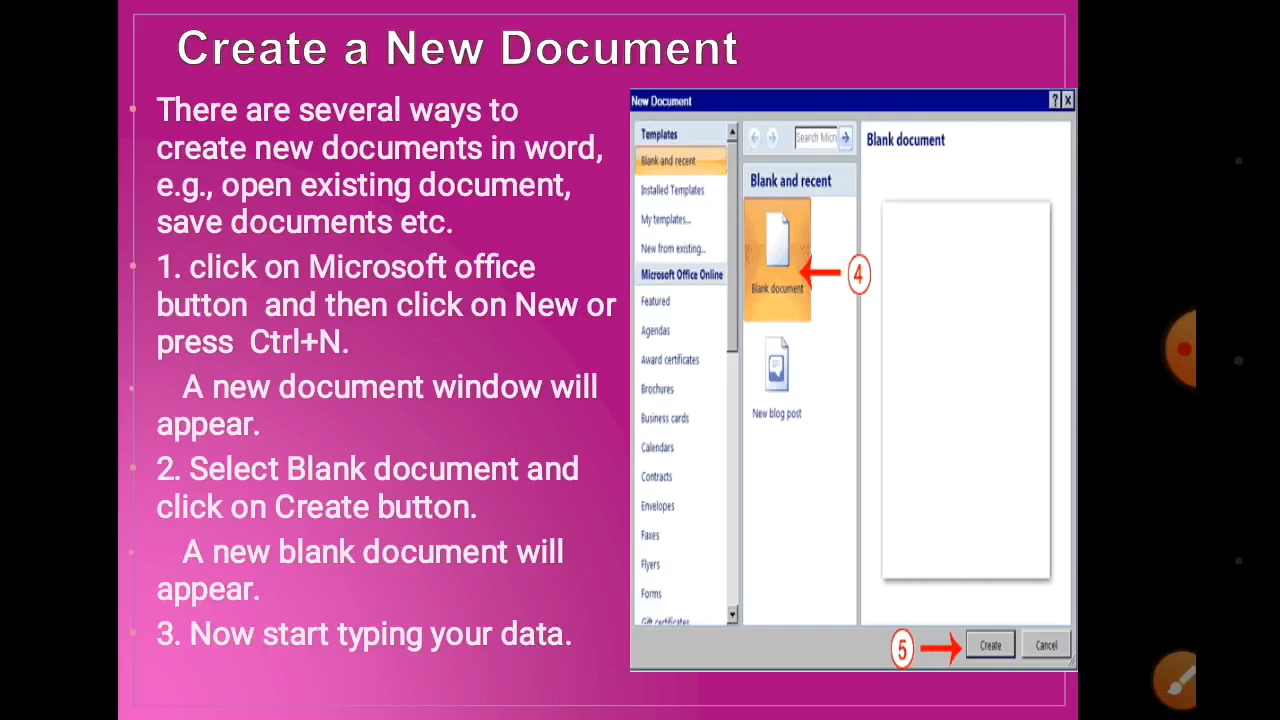 Create a New Document
There are several ways to
create new documents in word,
e.g., open existing document,
save documents etc.
1. click on Microsoft office
button and then click on New or
press Ctrl+N.
A new document window will
appear.
2. Select Blank document and
click on Create button.
A new blank document will
appear.
3. Now start typing your data.
New Document
? x
Templates
Blank and recent
Installed Templates
My templates...
New from existing...
Microsoft Office Online
Featured
Agendas
Award certificates
Brochures
Business cards
Calendars
Contracts
Envelopes
Faxes
Flyers
Forms
Gift certificates
Search Micr
Blank and recent
Blank document
4
New blog post
Blank document
5
Create
Cancel